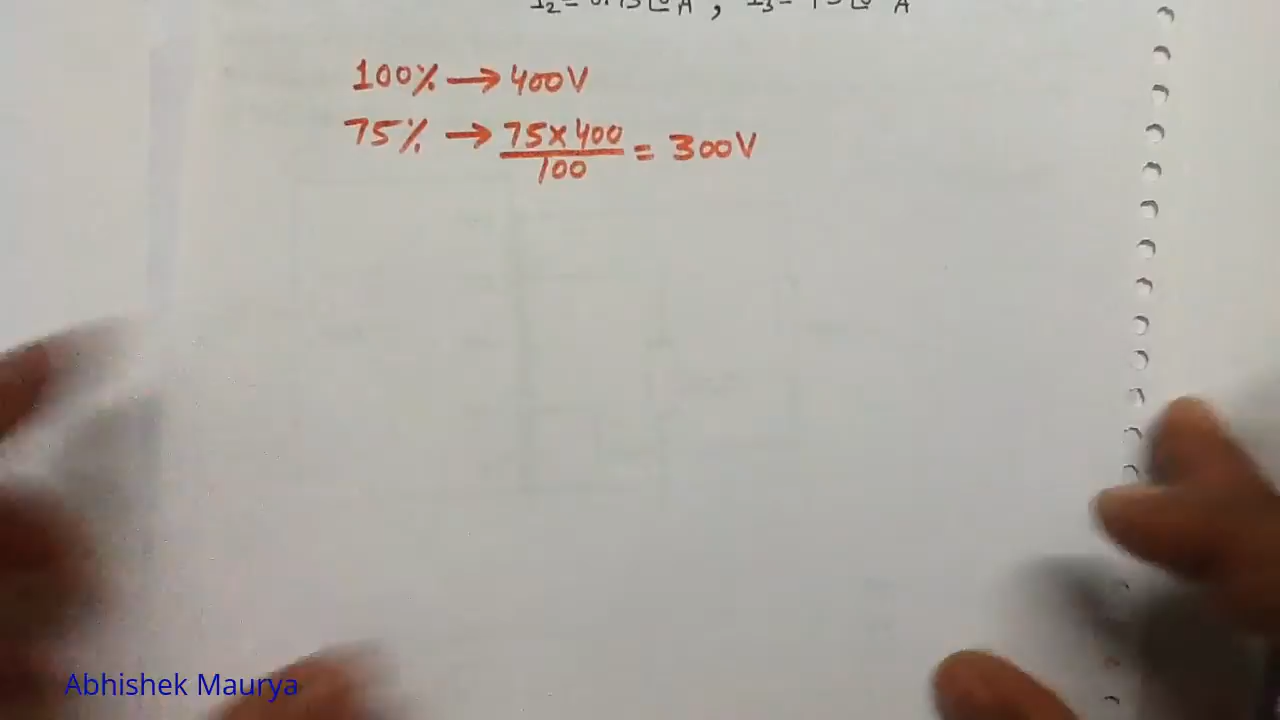 100% → 400V
75% → 75×400/100 = 300V
Abhishek Maurya